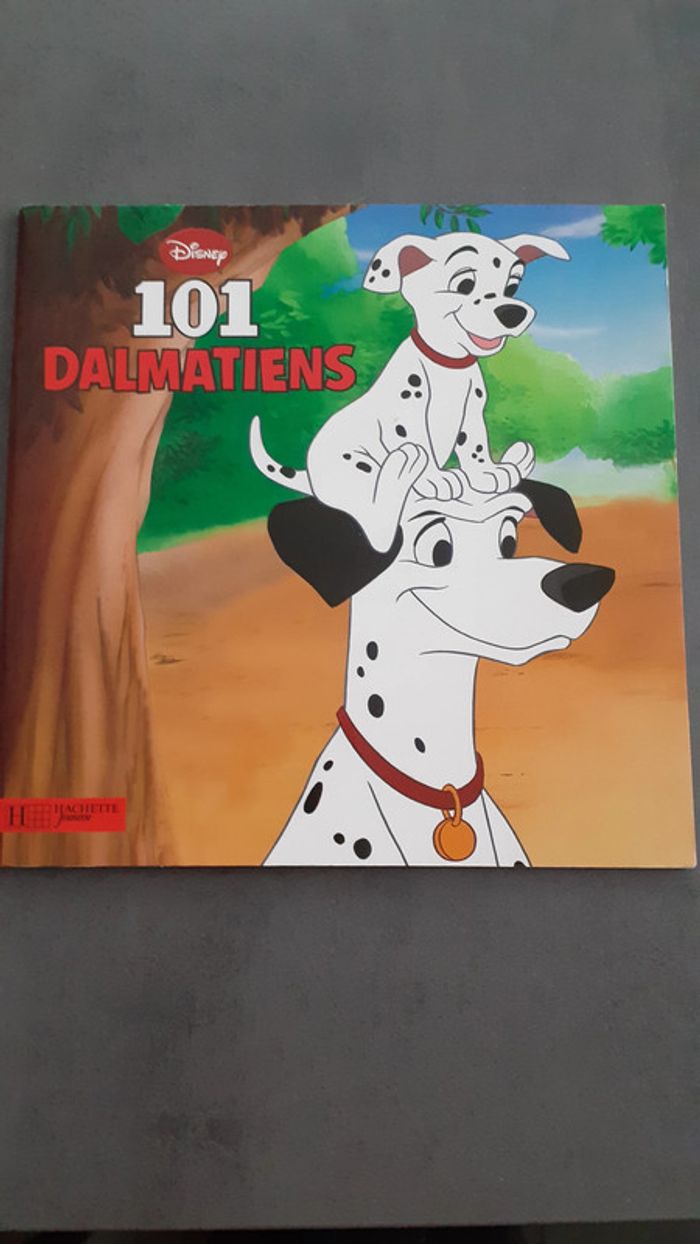 Disney
101
DALMATIENS
H HACHETTE
Jeunesse